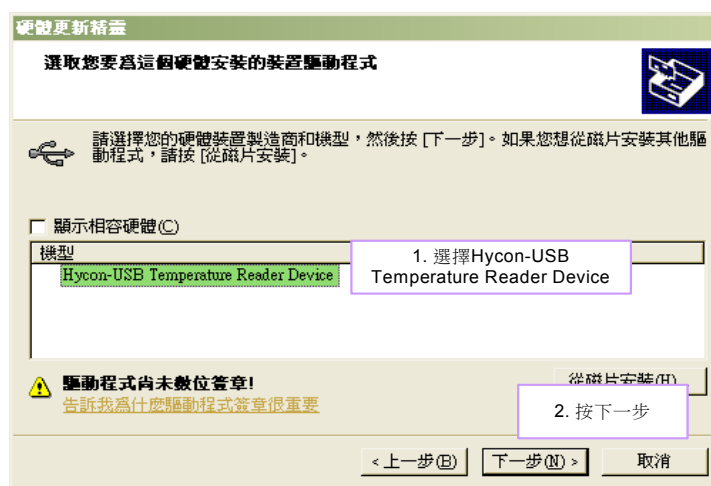 硬體更新精靈
選取您要為這個硬體安裝的裝置驅動程式
請選擇您的硬體裝置製造商和機型，然後按 [下一步]。如果您想從磁片安裝其他驅
動程式，請按 [從磁片安裝]。
顯示相容硬體(C)
機型
Hycon-USB Temperature Reader Device
1. 選擇Hycon-USB
Temperature Reader Device
驅動程式尚未數位簽章!
告訴我為什麼驅動程式簽章很重要
從磁片安裝(H)...
2. 按下一步
<上一步(B)
下一步(N) >
取消